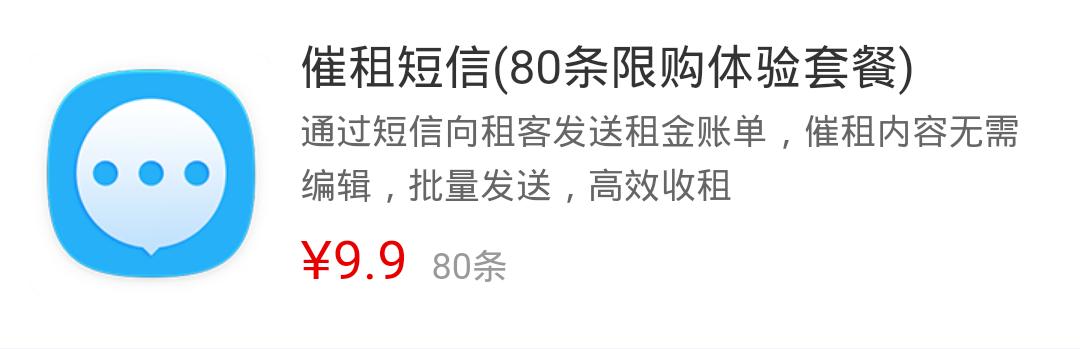 催租短信(80条限购体验套餐)
通过短信向租客发送租金账单，催租内容无需
编辑，批量发送，高效收租
¥9.9 80条